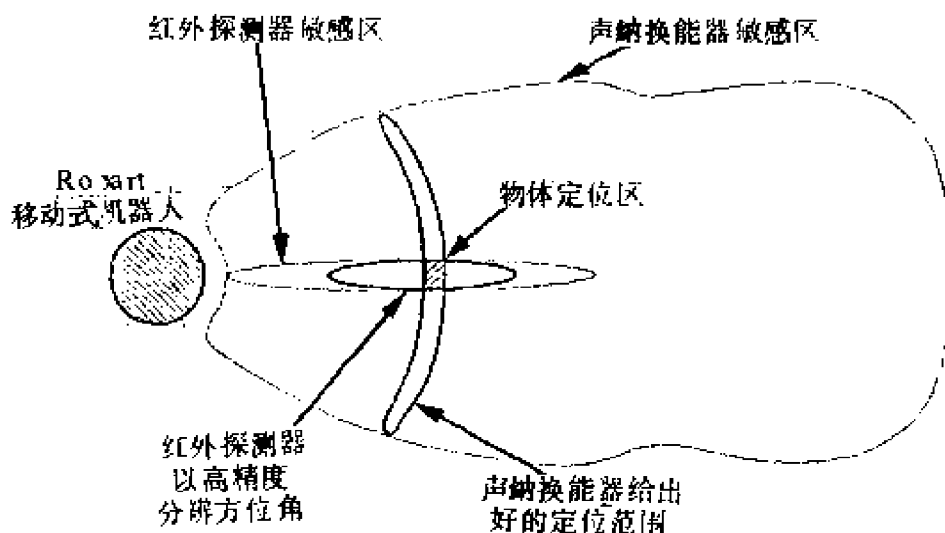 红外探测器敏感区
声纳换能器敏感区
移动式机器人
物体定位区
红外探测器
以高精度
分辨方位角
声纳换能器给出
好的定位范围